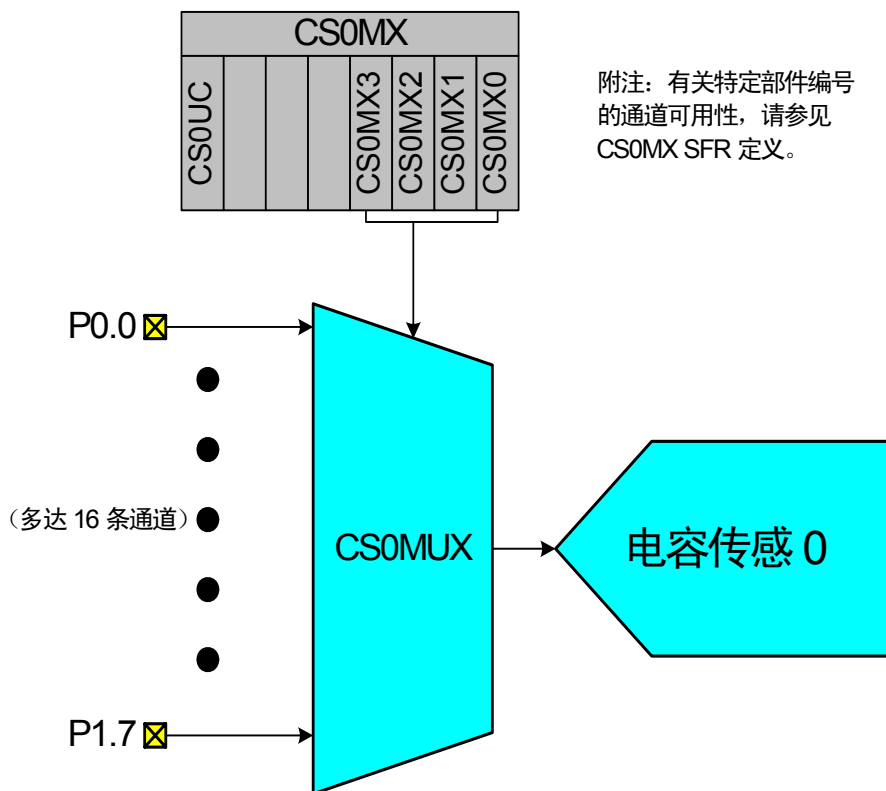 CS0MX
CS0UC
CS0MX3
CS0MX2
CS0MX1
CS0MX0
附注：有关特定部件编号
的通道可用性，请参见
CS0MX SFR 定义。
P0.0
（多达 16 条通道）
CS0MUX
电容传感 0
P1.7